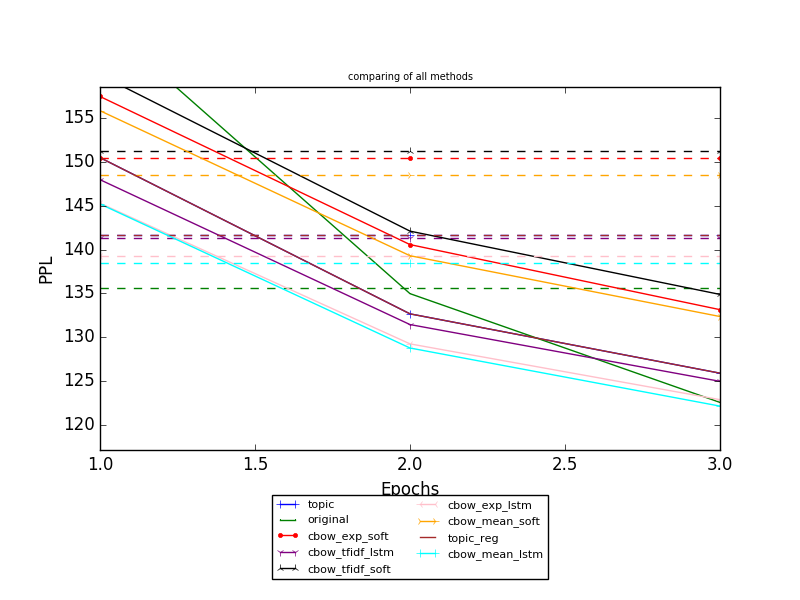 comparing of all methods
155
150
145
140
135
130
125
120
PPL
1.0 1.5 2.0 2.5 3.0
Epochs
topic
original
cbow_exp_soft
cbow_tfidf_lstm
cbow_tfidf_soft
cbow_exp_lstm
cbow_mean_soft
topic_reg
cbow_mean_lstm